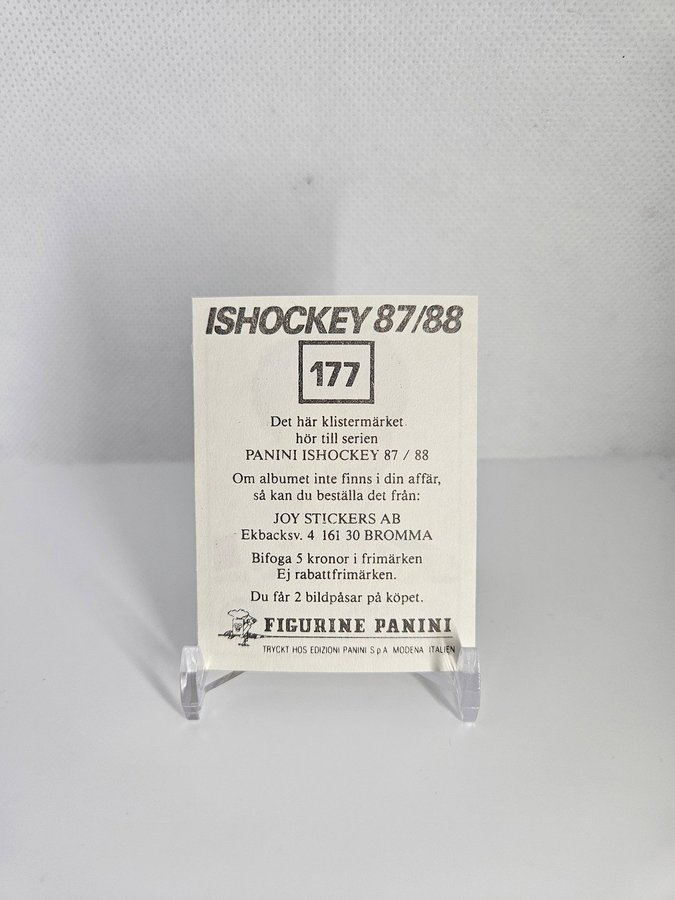 ISHOCKEY 87/88
177
Det här klistermärket
hör till serien
PANINI ISHOCKEY 87 / 88
Om albumet inte finns i din affär,
så kan du beställa det från:
JOY STICKERS AB
Ekbacksv. 4 161 30 BROMMA
Bifoga 5 kronor i frimärken
Ej rabattfrimärken.
Du får 2 bildpåsar på köpet.
FIGURINE PANINI
TRYCKT HOS EDIZIONI PANINI S.p.A. MODENA ITALIEN